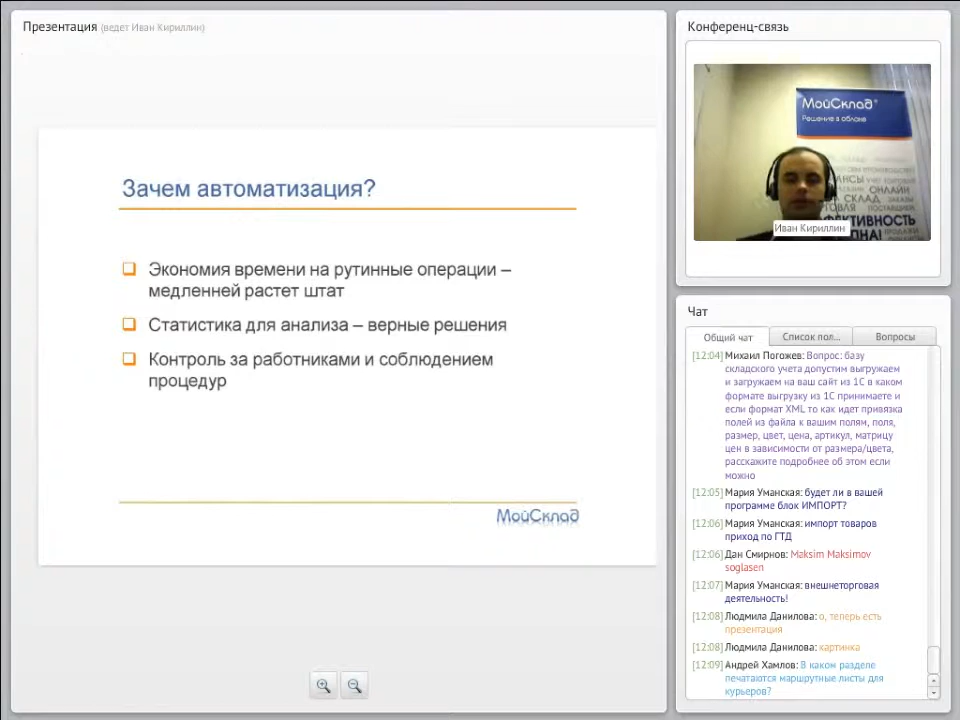 Презентация (ведет Иван Кириллин)
Зачем автоматизация?
Экономия времени на рутинные операции –
медленней растет штат
Статистика для анализа – верные решения
Контроль за работниками и соблюдением
процедур
МойСклад
Конференц-связь
МойСклад®
Решение в облаке
ОНЛАЙН
СКЛАД
Иван Кириллин
Чат
Общий чат
Список пол...
Вопросы
[12:04] Михаил Погожев: Вопрос: базу
складского учета допустим выгружаем
и загружаем на ваш сайт из 1С в каком
формате выгрузку из 1С принимаете и
если формат XML то как идет привязка
полей из файла к вашим полям, поля,
размер, цвет, цена, артикул, матрицу
цен в зависимости от размера/цвета,
расскажите подробнее об этом если
можно
[12:05] Мария Уманская: будет ли в вашей
программе блок ИМПОРТ?
[12:06] Мария Уманская: импорт товаров
приход по ГТД
[12:06] Дан Смирнов: Maksim Maksimov
soglasen
[12:07] Мария Уманская: внешнеторговая
деятельность!
[12:08] Людмила Данилова: о, теперь есть
презентация
[12:08] Людмила Данилова: картинка
[12:09] Андрей Хамлов: В каком разделе
печатаются маршрутные листы для
курьеров?